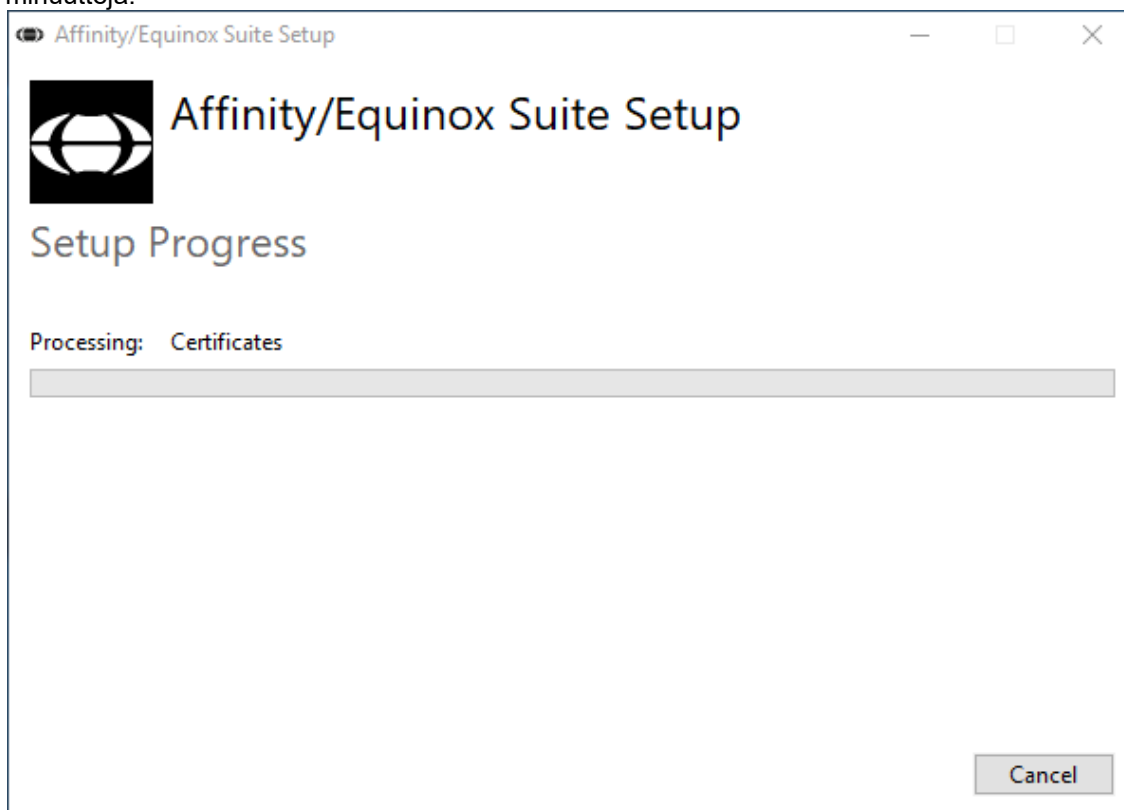 Affinity/Equinox Suite Setup
Affinity/Equinox Suite Setup
Setup Progress
Processing: Certificates
Cancel